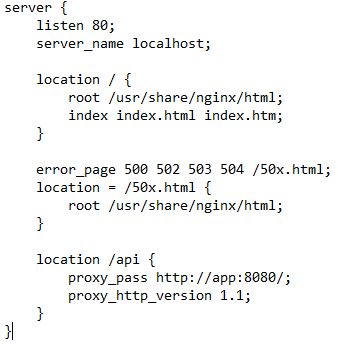 server {
    listen 80;
    server_name localhost;

    location / {
        root /usr/share/nginx/html;
        index index.html index.htm;
    }

    error_page 500 502 503 504 /50x.html;
    location = /50x.html {
        root /usr/share/nginx/html;
    }

    location /api {
        proxy_pass http://app:8080/;
        proxy_http_version 1.1;
    }
}